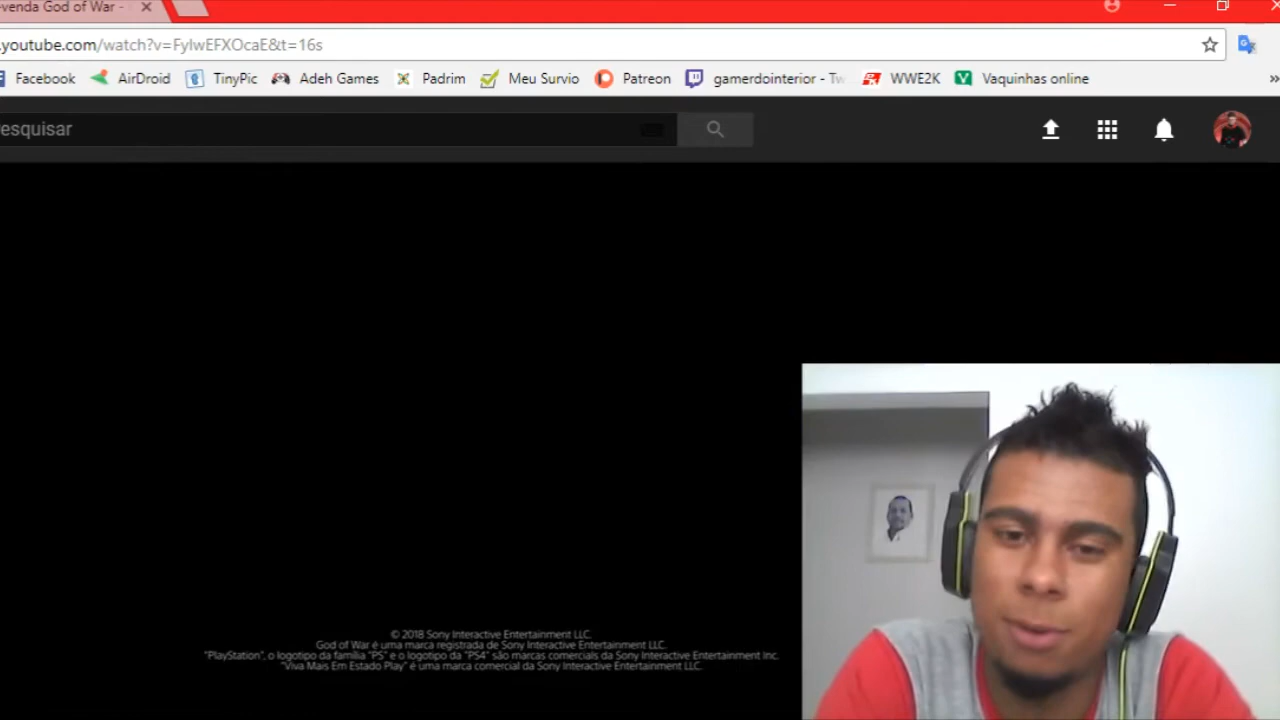 -venda God of War -
.youtube.com/watch?v=FylwEFXOcaE&t=16s
Facebook AirDroid TinyPic Adeh Games Padrim Meu Survio Patreon gamerdointerior - Tw WWE2K Vaquinhas online »
esquisar
© 2018 Sony Interactive Entertainment LLC.
God of War é uma marca registrada de Sony Interactive Entertainment LLC.
"PlayStation", o logotipo da família "PS" e o logotipo da "PS4" são marcas comerciais da Sony Interactive Entertainment Inc.
"Viva Mais Em Estado Play" é uma marca comercial da Sony Interactive Entertainment LLC.